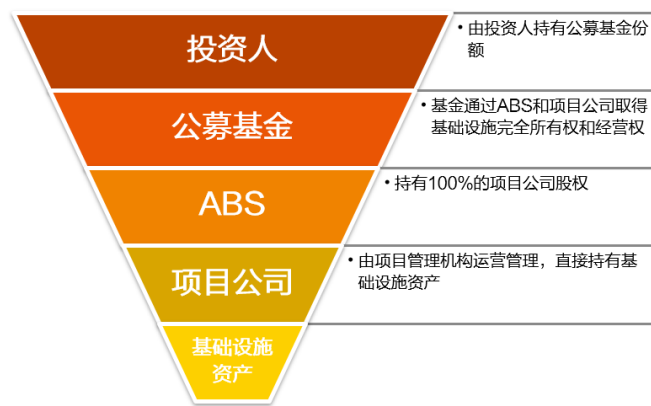 投资人
• 由投资人持有公募基金份
额
公募基金
• 基金通过ABS和项目公司取得
基础设施完全所有权和经营权
ABS
• 持有100%的项目公司股权
项目公司
• 由项目管理机构运营管理，直接持有基
础设施资产
基础设施
资产